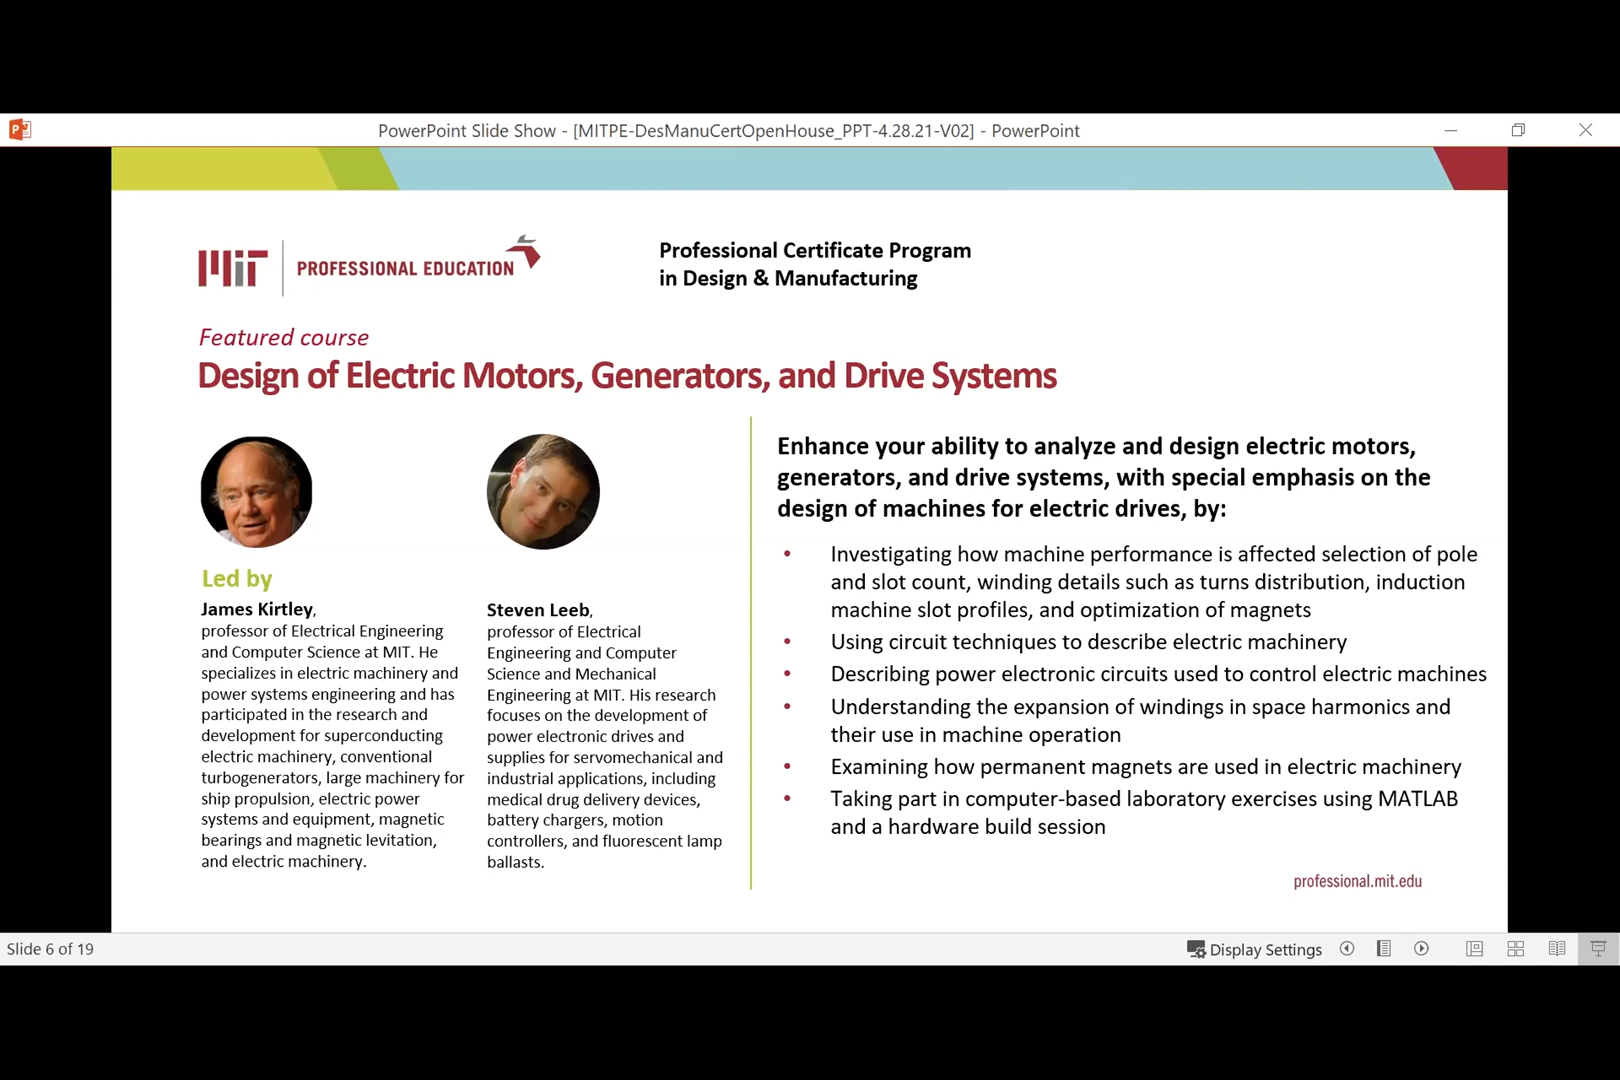 PowerPoint Slide Show - [MITPE-DesManuCertOpenHouse_PPT-4.28.21-V02] - PowerPoint
MIT PROFESSIONAL EDUCATION
Professional Certificate Program
in Design & Manufacturing
Featured course
Design of Electric Motors, Generators, and Drive Systems
Led by
James Kirtley,
professor of Electrical Engineering
and Computer Science at MIT. He
specializes in electric machinery and
power systems engineering and has
participated in the research and
development for superconducting
electric machinery, conventional
turbogenerators, large machinery for
ship propulsion, electric power
systems and equipment, magnetic
bearings and magnetic levitation,
and electric machinery.
Steven Leeb,
professor of Electrical
Engineering and Computer
Science and Mechanical
Engineering at MIT. His research
focuses on the development of
power electronic drives and
supplies for servomechanical and
industrial applications, including
medical drug delivery devices,
battery chargers, motion
controllers, and fluorescent lamp
ballasts.
Enhance your ability to analyze and design electric motors,
generators, and drive systems, with special emphasis on the
design of machines for electric drives, by:
• Investigating how machine performance is affected selection of pole
and slot count, winding details such as turns distribution, induction
machine slot profiles, and optimization of magnets
• Using circuit techniques to describe electric machinery
• Describing power electronic circuits used to control electric machines
• Understanding the expansion of windings in space harmonics and
their use in machine operation
• Examining how permanent magnets are used in electric machinery
• Taking part in computer-based laboratory exercises using MATLAB
and a hardware build session
professional.mit.edu
Slide 6 of 19
Display Settings